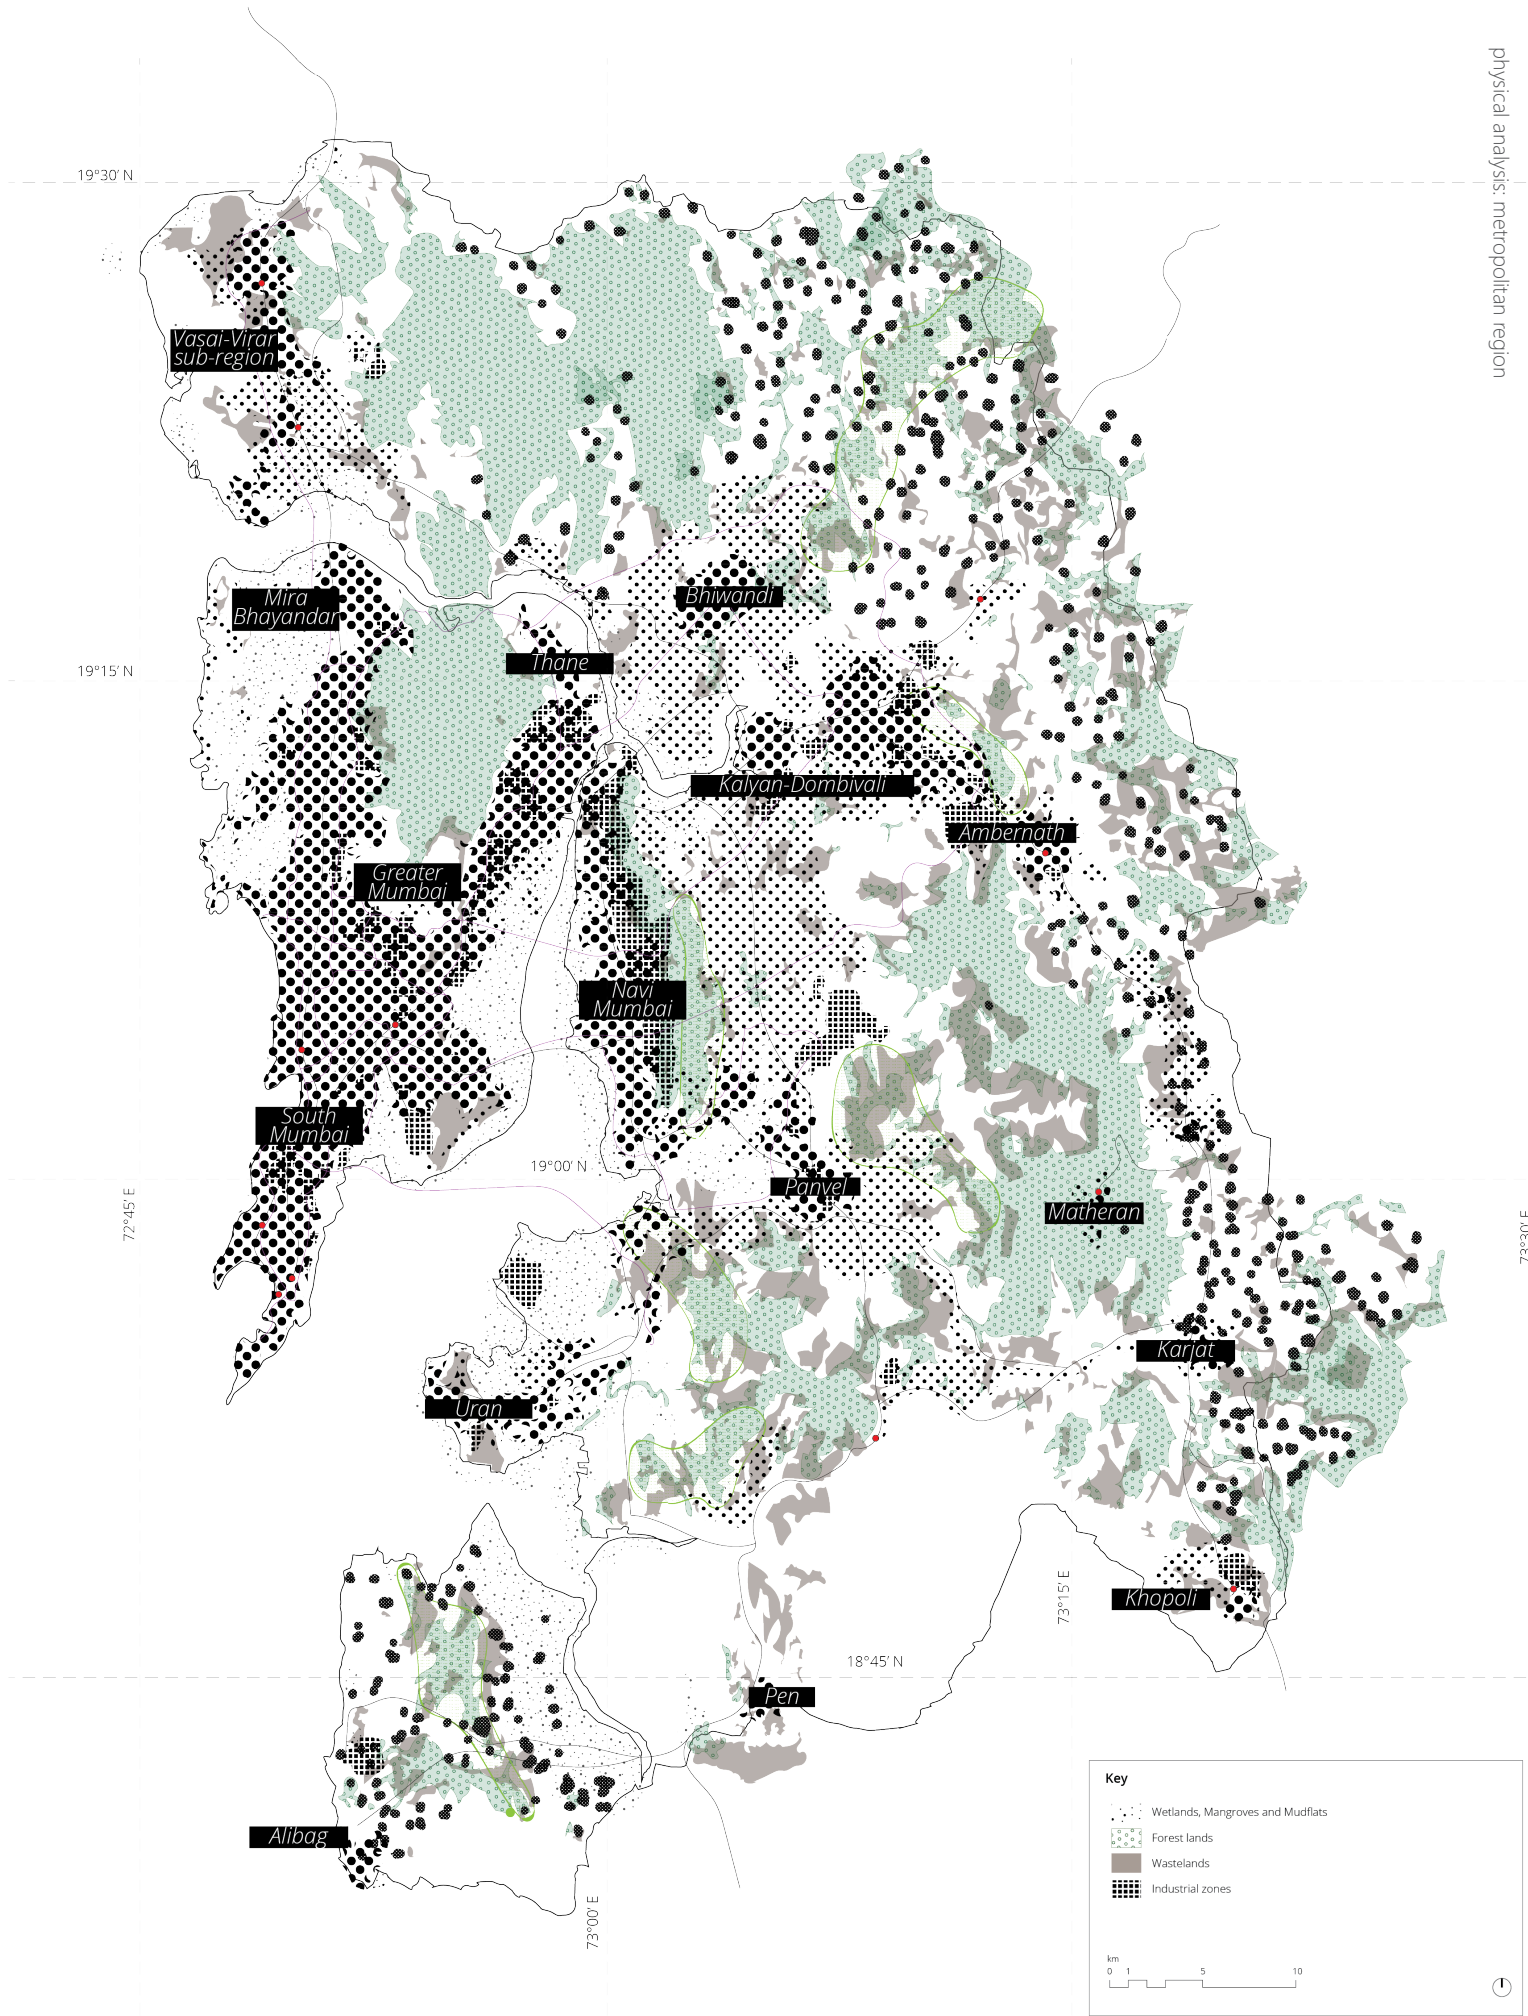 physical analysis: metropolitan region
19°30′ N
Vasai-Virar
sub-region
Mira
Bhayandar
Bhiwandi
Thane
19°15′ N
Kalyan-Dombivali
Ambernath
Greater
Mumbai
Navi
Mumbai
South
Mumbai
19°00′ N
Panvel
72°45′ E
Matheran
73°30′ E
Karjat
Uran
73°15′ E
Khopoli
18°45′ N
Pen
Alibag
73°00′ E
Key
Wetlands, Mangroves and Mudflats
Forest lands
Wastelands
Industrial zones
km
0 1 5 10